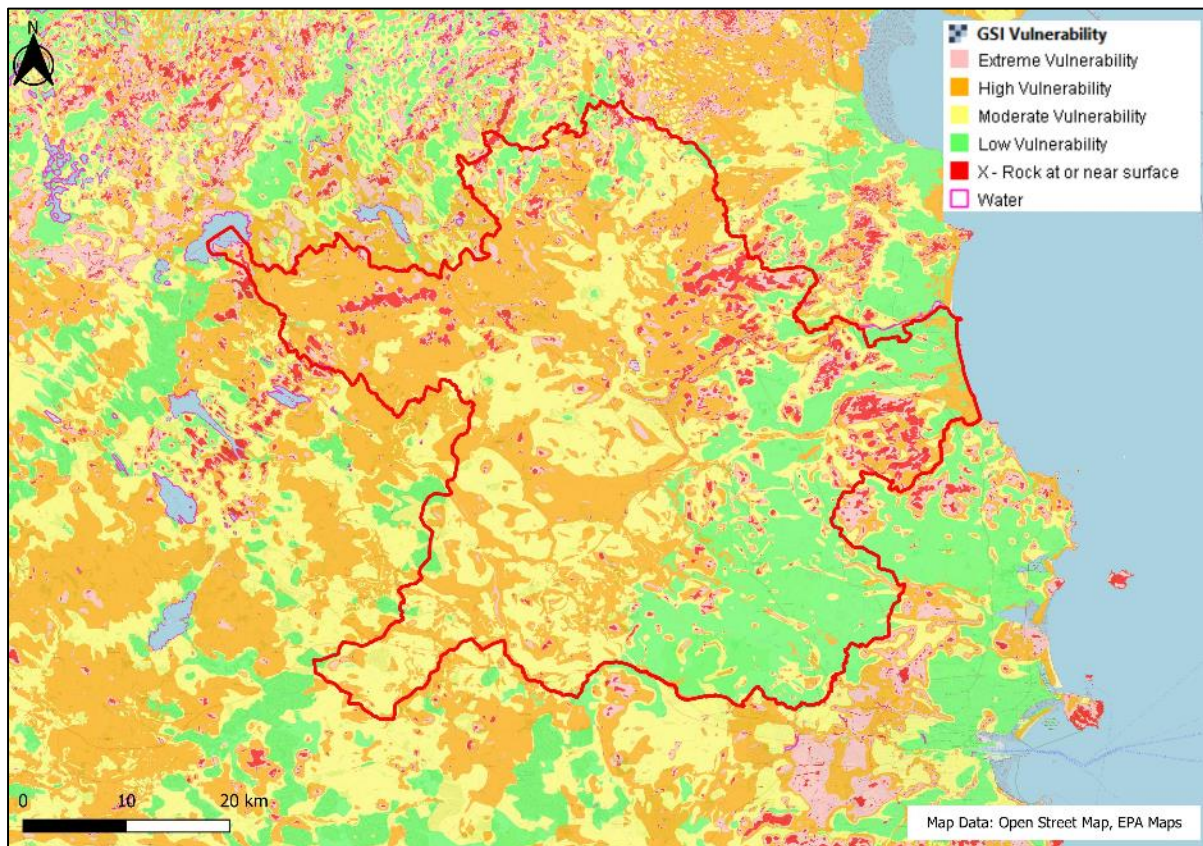 N
GSI Vulnerability
Extreme Vulnerability
High Vulnerability
Moderate Vulnerability
Low Vulnerability
X - Rock at or near surface
Water
0 10 20 km
Map Data: Open Street Map, EPA Maps